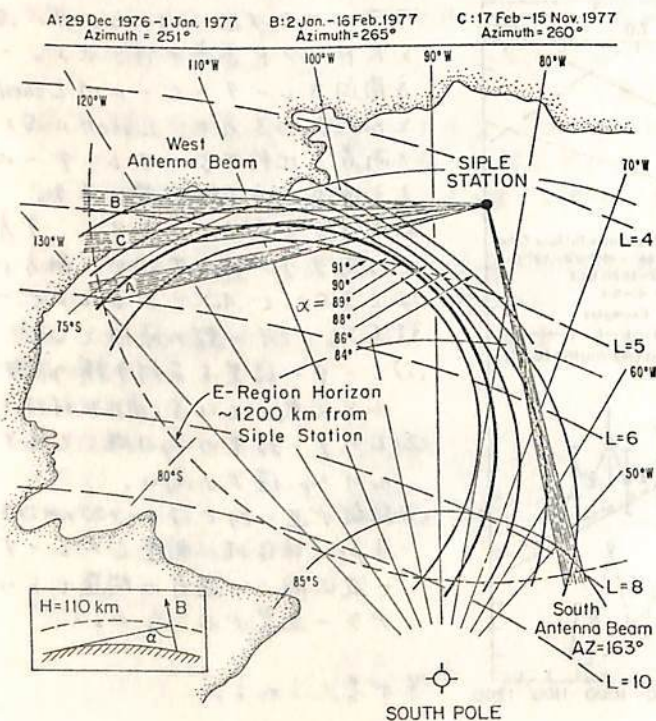 A:29 Dec. 1976-1 Jan. 1977 B:2 Jan.-16 Feb.1977 C:17 Feb-15 Nov.1977
Azimuth = 251° Azimuth=265° Azimuth = 260°
120°W 110°W 100°W 90°W 80°W
West
Antenna Beam
SIPLE
STATION
70°W
B
C
A
L=4
130°W
91°
90°
α = 89°
88°
86°
84°
75°S
L=5
60°W
E-Region Horizon
~1200 km from
Siple Station
L=6
50°W
80°S
85°S
L=8
South
Antenna Beam
AZ=163°
H=110 km
B
α
L=10
SOUTH POLE